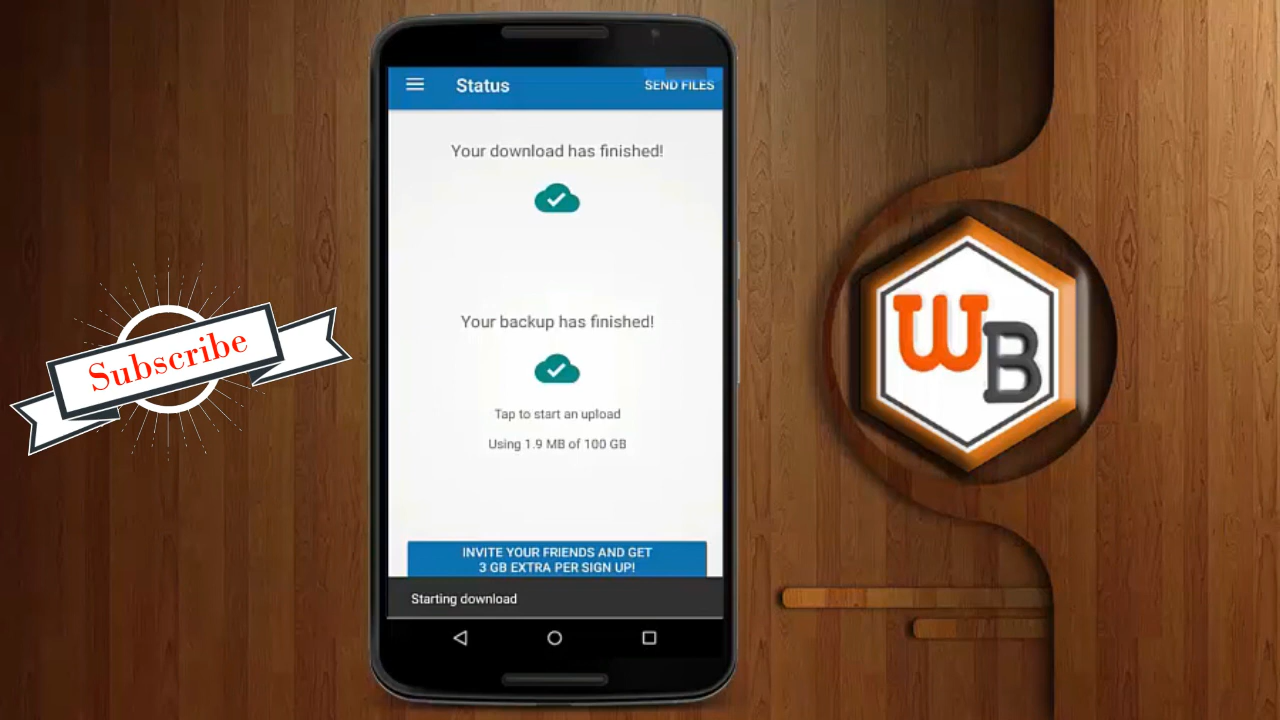 Status
SEND FILES
Your download has finished!
Your backup has finished!
Tap to start an upload
Using 1.9 MB of 100 GB
INVITE YOUR FRIENDS AND GET
3 GB EXTRA PER SIGN UP!
Starting download
Subscribe
WB